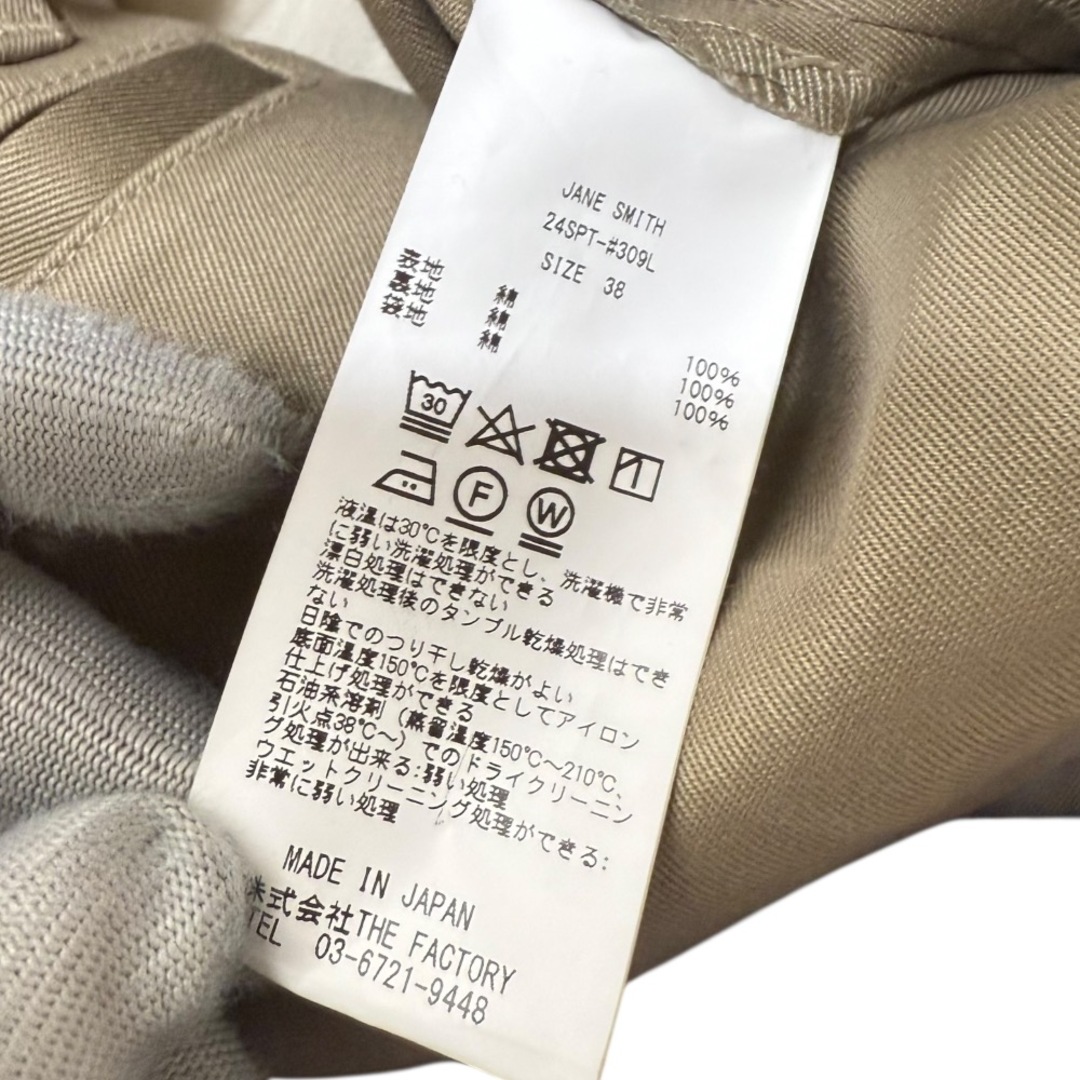 JANE SMITH
24SPT-#309L
SIZE 38
表地 綿 100%
裏地 綿 100%
袋地 綿 100%
30
1
F
W
液温は30℃を限度とし、洗濯機で非常
に弱い洗濯処理ができる
漂白処理はできない
洗濯処理後のタンブル乾燥処理はでき
ない
日陰でのつり干し乾燥がよい
底面温度150℃を限度としてアイロン
仕上げ処理ができる
石油系溶剤(蒸留温度150℃~210℃、
引火点38℃~)でのドライクリーニン
グ処理が出来る:弱い処理
ウエットクリーニング処理ができる:
非常に弱い処理
MADE IN JAPAN
株式会社THE FACTORY
TEL 03-6721-9448